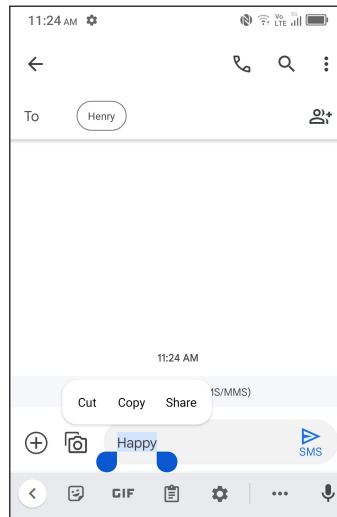 11:24 AM
Vo
LTE
To
Henry
11:24 AM
MS/MMS)
Cut Copy Share
Happy
SMS
GIF